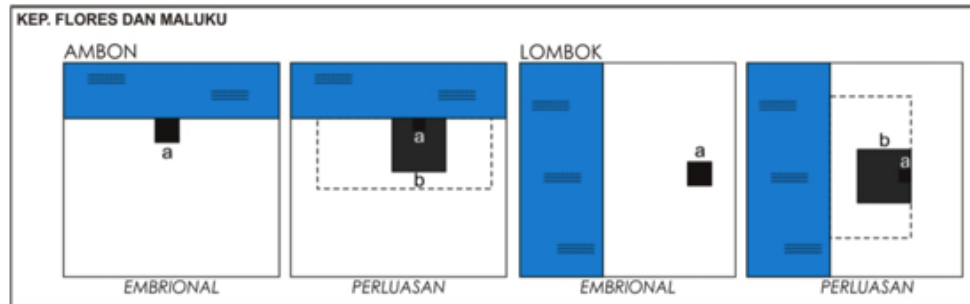 KEP. FLORES DAN MALUKU
AMBON
LOMBOK
a
a
b
a
b
a
EMBRIONAL
PERLUASAN
EMBRIONAL
PERLUASAN